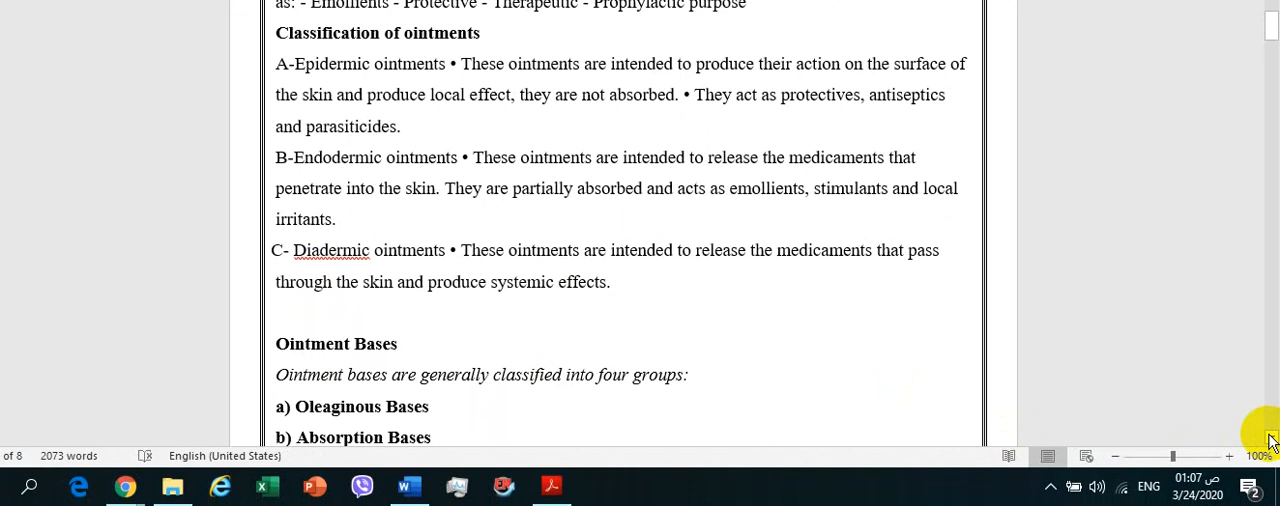 as: - Emollients - Protective - Therapeutic - Prophylactic purpose
Classification of ointments
A-Epidermic ointments • These ointments are intended to produce their action on the surface of
the skin and produce local effect, they are not absorbed. • They act as protectives, antiseptics
and parasiticides.
B-Endodermic ointments • These ointments are intended to release the medicaments that
penetrate into the skin. They are partially absorbed and acts as emollients, stimulants and local
irritants.
C- Diadermic ointments • These ointments are intended to release the medicaments that pass
through the skin and produce systemic effects.
Ointment Bases
Ointment bases are generally classified into four groups:
a) Oleaginous Bases
b) Absorption Bases
of 8 2073 words English (United States) 100%
ENG 01:07 ص
3/24/2020
2